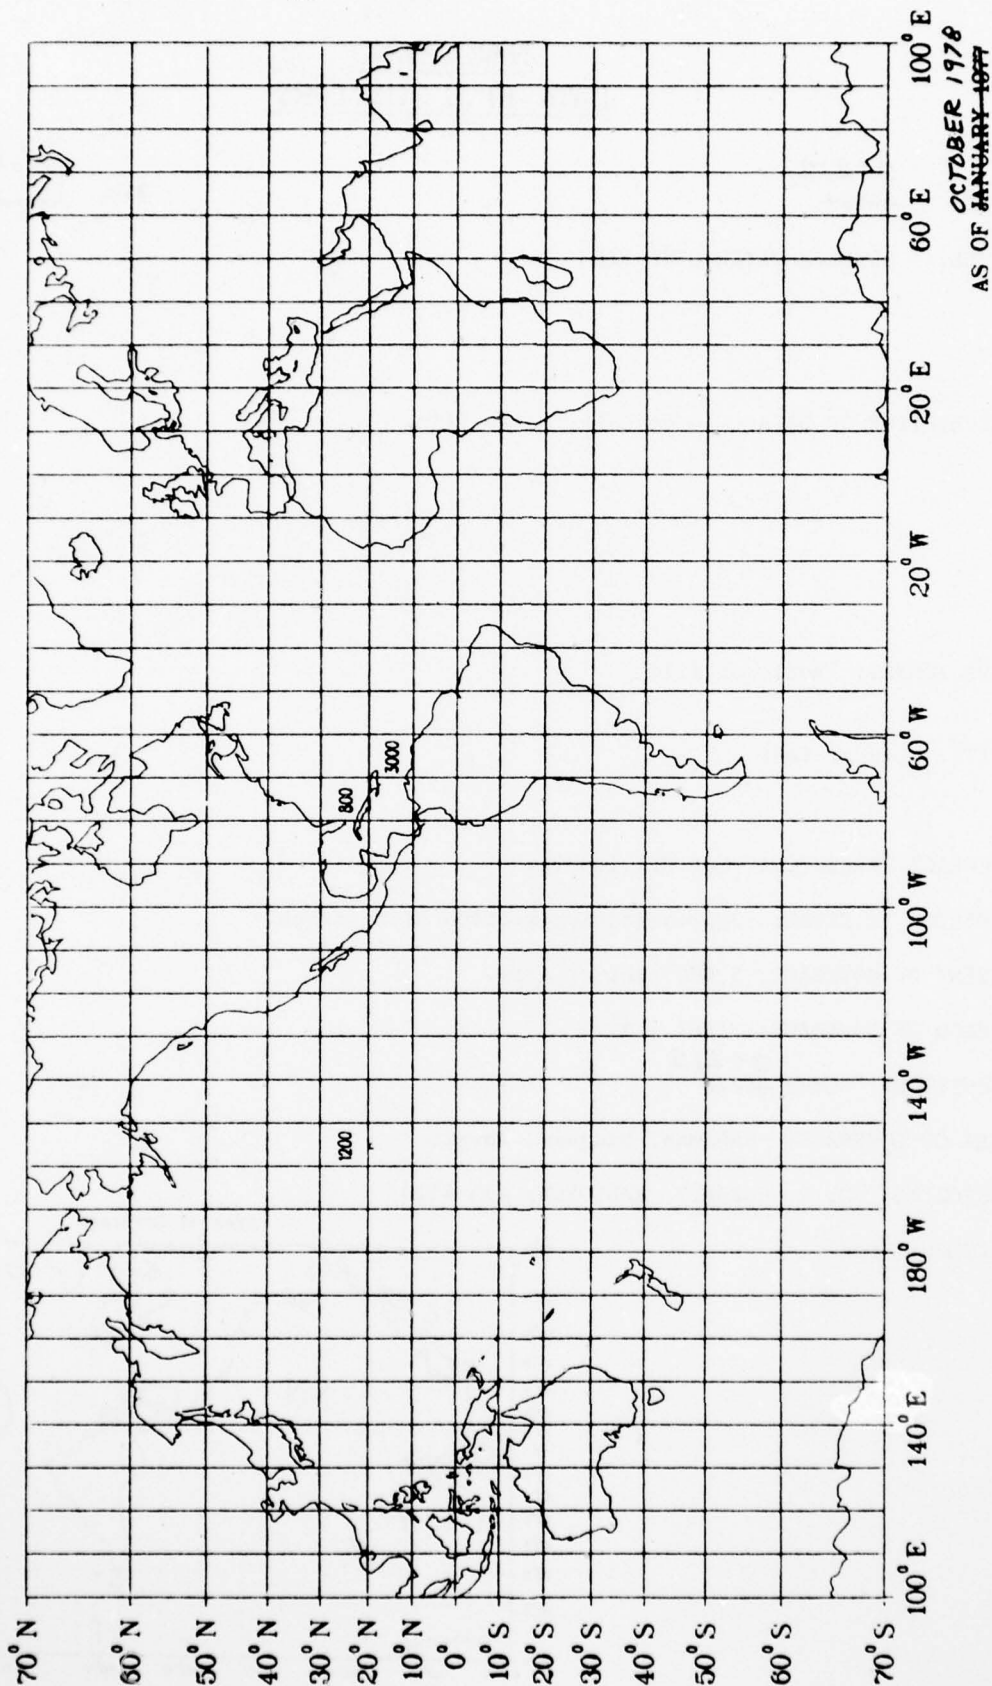 70° N
60° N
50° N
40° N
30° N
20° N
10° N
0°
10° S
20° S
30° S
40° S
50° S
60° S
70° S
1200
800
3000
100° E 140° E 180° W 140° W 100° W 60° W 20° W 20° E 60° E 100° E
OCTOBER 1978
AS OF JANUARY 1977